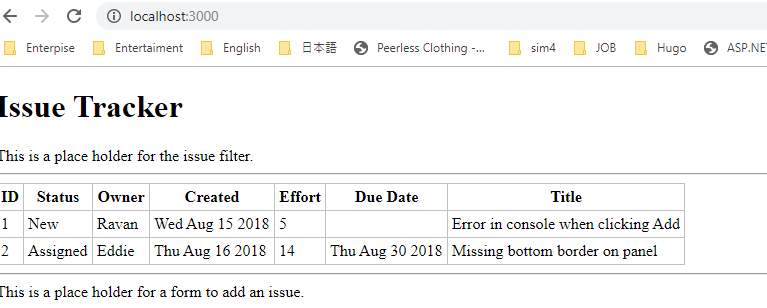 localhost:3000
Enterpise Entertaiment English 日本語 Peerless Clothing -... sim4 JOB Hugo ASP.NE
Issue Tracker
This is a place holder for the issue filter.
ID Status Owner Created Effort Due Date Title
1 New Ravan Wed Aug 15 2018 5 Error in console when clicking Add
2 Assigned Eddie Thu Aug 16 2018 14 Thu Aug 30 2018 Missing bottom border on panel
This is a place holder for a form to add an issue.